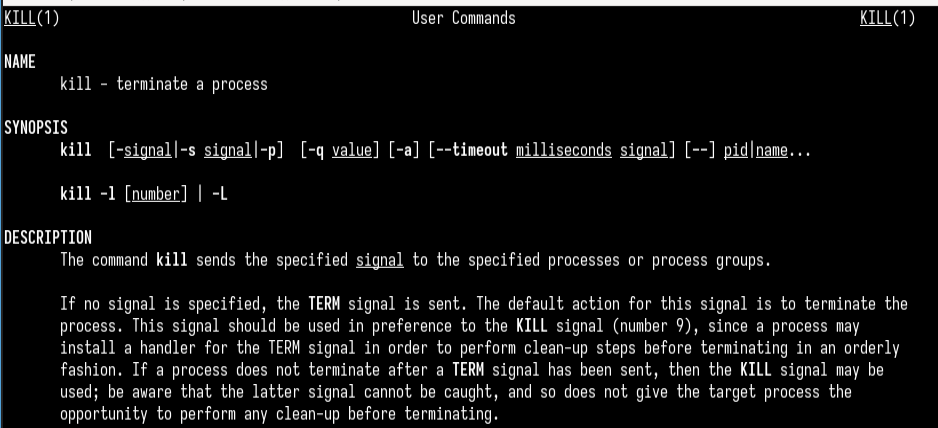 KILL(1) User Commands KILL(1)
NAME
kill - terminate a process
SYNOPSIS
kill [-signal|-s signal|-p] [-q value] [-a] [--timeout milliseconds signal] [--] pid|name...
kill -l [number] | -L
DESCRIPTION
The command kill sends the specified signal to the specified processes or process groups.
If no signal is specified, the TERM signal is sent. The default action for this signal is to terminate the
process. This signal should be used in preference to the KILL signal (number 9), since a process may
install a handler for the TERM signal in order to perform clean-up steps before terminating in an orderly
fashion. If a process does not terminate after a TERM signal has been sent, then the KILL signal may be
used; be aware that the latter signal cannot be caught, and so does not give the target process the
opportunity to perform any clean-up before terminating.